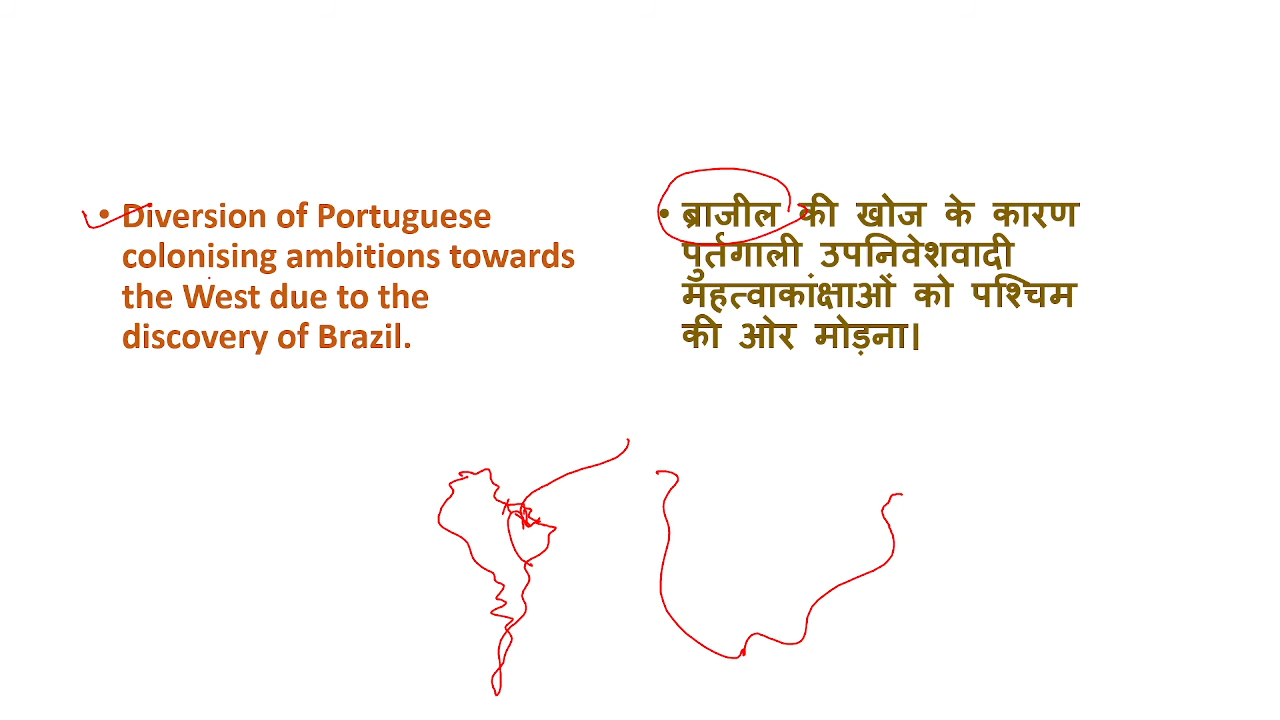 • Diversion of Portuguese
colonising ambitions towards
the West due to the
discovery of Brazil.
• ब्राजील की खोज के कारण
पुर्तगाली उपनिवेशवादी
महत्वाकांक्षाओं को पश्चिम
की ओर मोड़ना।